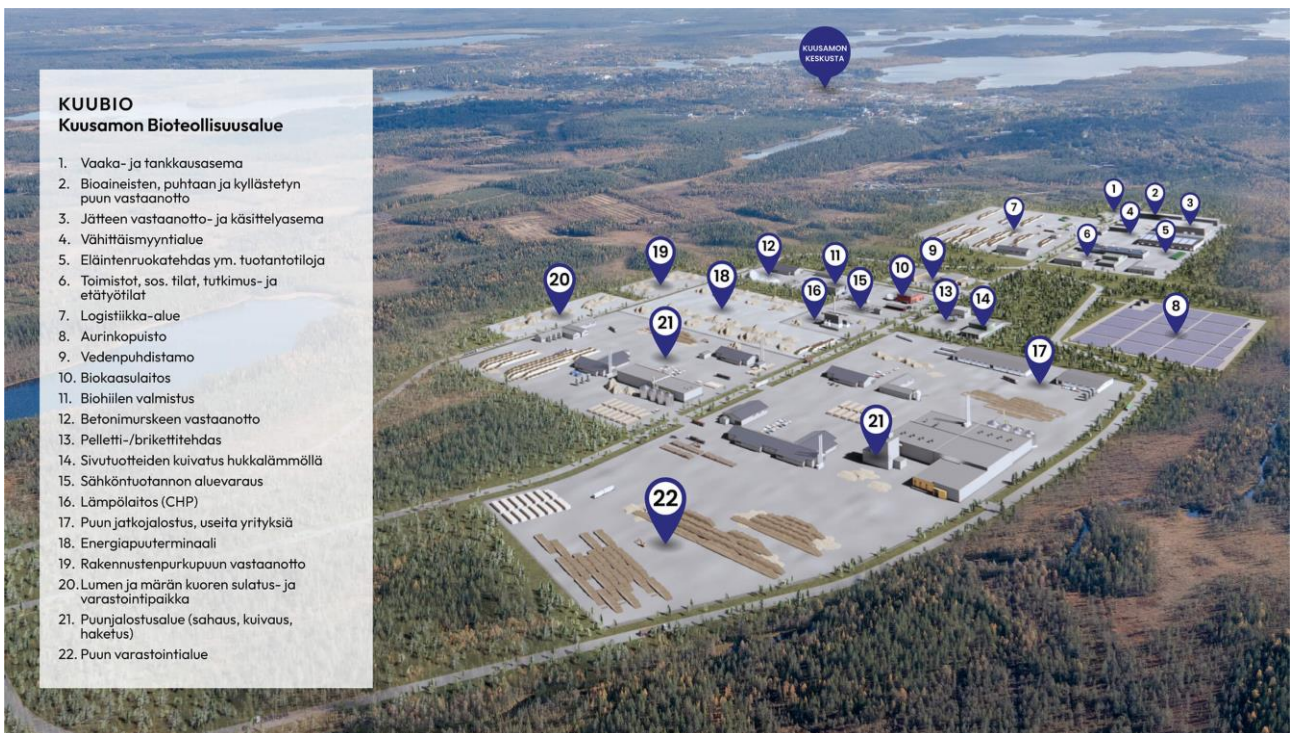 KUUSAMON
KESKUSTA
KUUBIO
Kuusamon Bioteollisuusalue
1. Vaaka- ja tankkausasema
2. Bioaineisten, puhtaan ja kyllästetyn
puun vastaanotto
3. Jätteen vastaanotto- ja käsittelyasema
4. Vähittäismyyntialue
5. Eläintenruokatehdas ym. tuotantotiloja
6. Toimistot, sos. tilat, tutkimus- ja
etätyötilat
7. Logistiikka-alue
8. Aurinkopuisto
9. Vedenpuhdistamo
10. Biokaasulaitos
11. Biohiilen valmistus
12. Betonimurskeen vastaanotto
13. Pelletti-/brikettitehdas
14. Sivutuotteiden kuivatus hukkalämmöllä
15. Sähköntuotannon aluevaraus
16. Lämpölaitos (CHP)
17. Puun jatkojalostus, useita yrityksiä
18. Energiapuuterminaali
19. Rakennustenpurkupuun vastaanotto
20. Lumen ja märän kuoren sulatus- ja
varastointipaikka
21. Puunjalostusalue (sahaus, kuivaus,
haketus)
22. Puun varastointialue
1
2
3
4
5
6
7
8
9
10
11
12
13
14
15
16
17
18
19
20
21
21
22